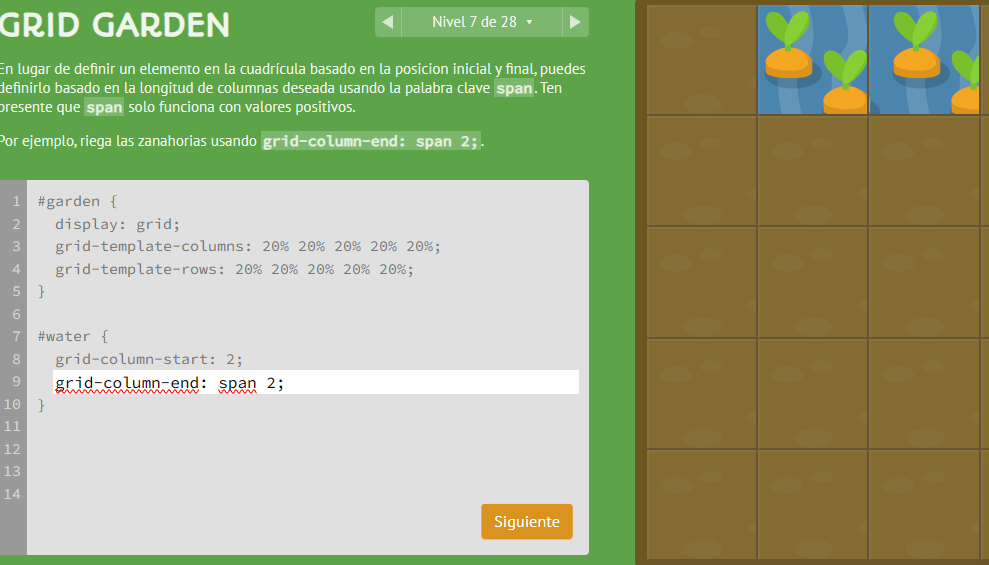 GRID GARDEN
Nivel 7 de 28
En lugar de definir un elemento en la cuadrícula basado en la posicion inicial y final, puedes
definirlo basado en la longitud de columnas deseada usando la palabra clave span. Ten
presente que span solo funciona con valores positivos.
Por ejemplo, riega las zanahorias usando grid-column-end: span 2;.
1 #garden {
2 display: grid;
3 grid-template-columns: 20% 20% 20% 20% 20%;
4 grid-template-rows: 20% 20% 20% 20% 20%;
5 }
6
7 #water {
8 grid-column-start: 2;
9 grid-column-end: span 2;
10 }
11
12
13
14
Siguiente